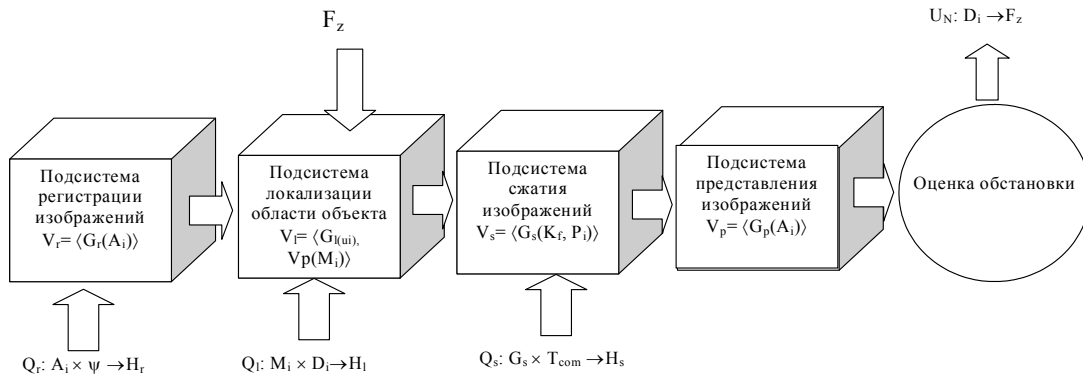 U_N: D_i →F_z
F_z
Подсистема
регистрации
изображений
V_r= ⟨G_r(A_i)⟩
Подсистема
локализации
области объекта
V_l= ⟨G_l(ui),
Vp(M_i)⟩
Подсистема
сжатия
изображений
V_s= ⟨G_s(K_f, P_i)⟩
Подсистема
представления
изображений
V_p= ⟨G_p(A_i)⟩
Оценка обстановки
Q_r: A_i × ψ →H_r
Q_l: M_i × D_i→H_l
Q_s: G_s × T_com →H_s